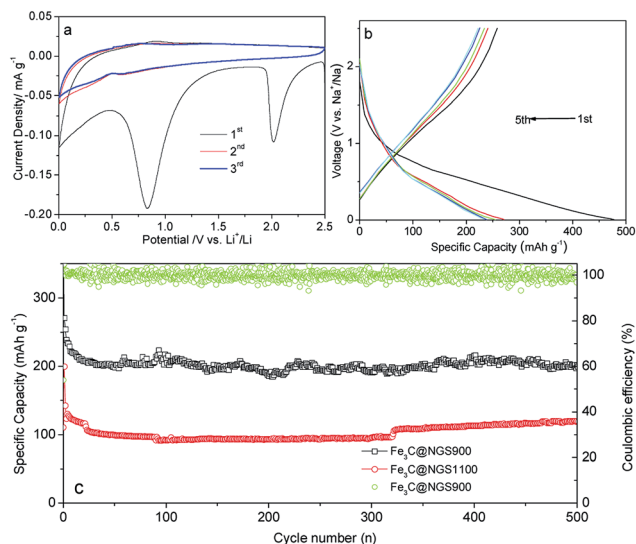 a
0.05
0.00
-0.05
-0.10
-0.15
-0.20
Current Density/ mA g⁻¹
1ˢᵗ
2ⁿᵈ
3ʳᵈ
0.0 0.5 1.0 1.5 2.0 2.5
Potential /V vs. Li⁺/Li
b
2
1
0
Voltage (V vs. Na⁺/Na)
5th 1st
0 100 200 300 400 500
Specific Capacity (mAh g⁻¹)
300
200
100
0
Specific Capacity (mAh g⁻¹)
100
80
60
40
20
0
Coulombic efficiency (%)
Fe₃C@NGS900
Fe₃C@NGS1100
Fe₃C@NGS900
c
0 100 200 300 400 500
Cycle number (n)